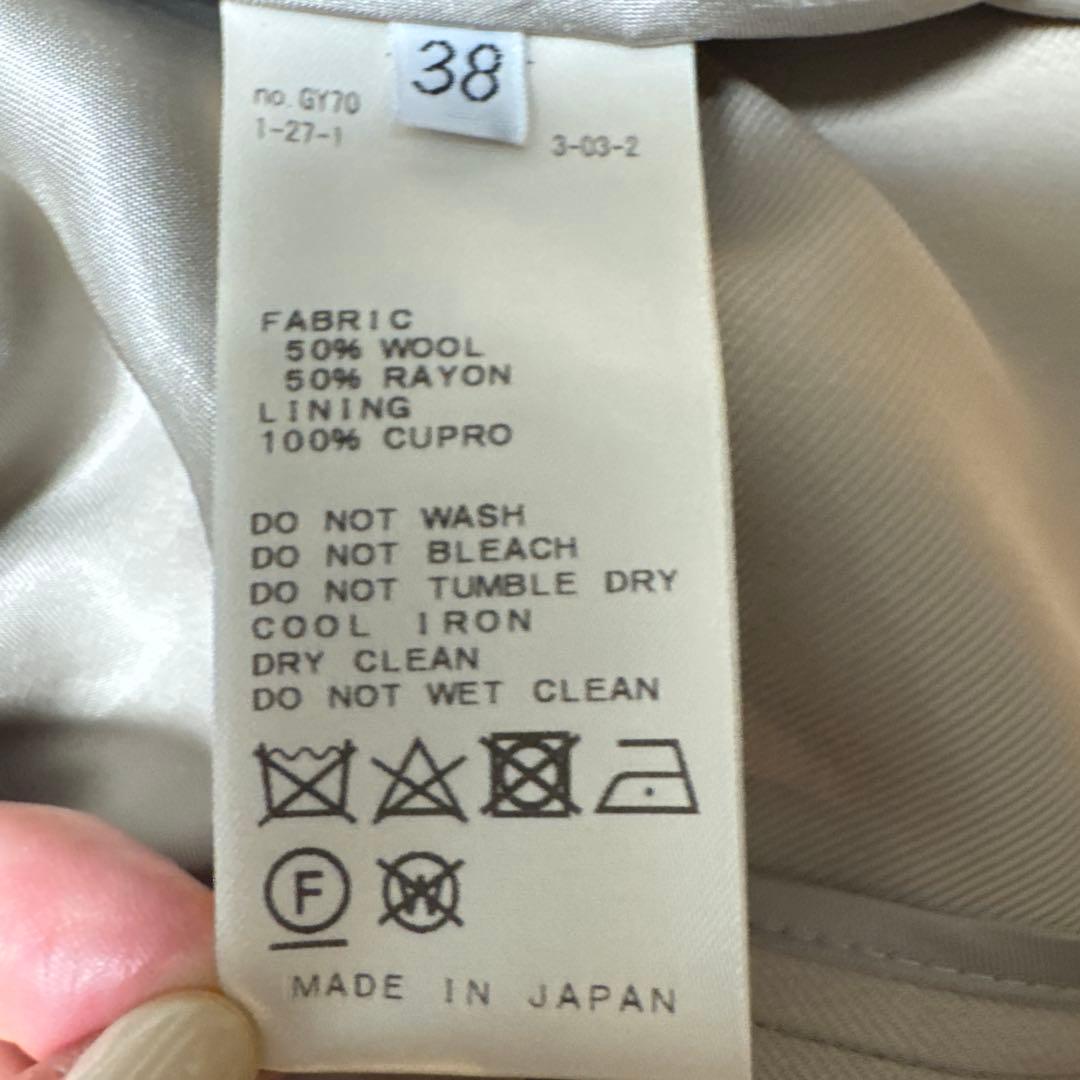 38
no. GY70
1-27-1
3-03-2
FABRIC
50% WOOL
50% RAYON
LINING
100% CUPRO
DO NOT WASH
DO NOT BLEACH
DO NOT TUMBLE DRY
COOL IRON
DRY CLEAN
DO NOT WET CLEAN
F W
MADE IN JAPAN